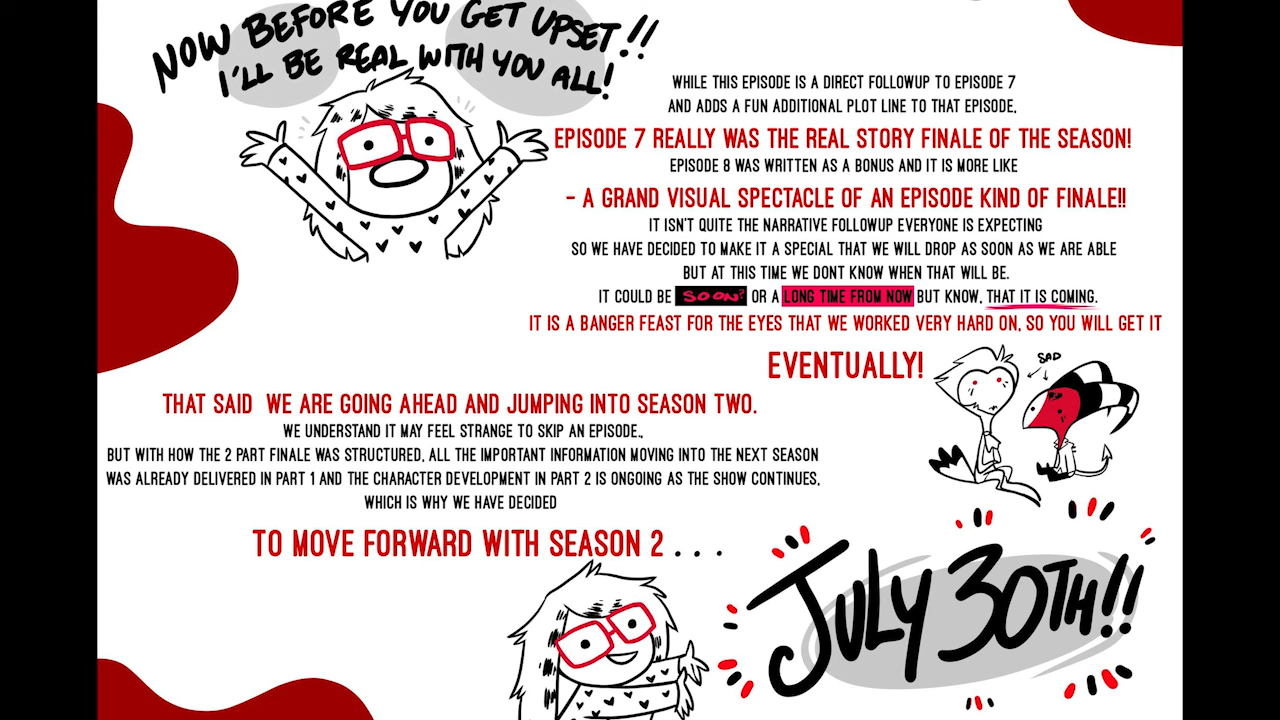 NOW BEFORE YOU GET UPSET!!
I'LL BE REAL WITH YOU ALL!
WHILE THIS EPISODE IS A DIRECT FOLLOWUP TO EPISODE 7
AND ADDS A FUN ADDITIONAL PLOT LINE TO THAT EPISODE,
EPISODE 7 REALLY WAS THE REAL STORY FINALE OF THE SEASON!
EPISODE 8 WAS WRITTEN AS A BONUS AND IT IS MORE LIKE
- A GRAND VISUAL SPECTACLE OF AN EPISODE KIND OF FINALE!!
IT ISN'T QUITE THE NARRATIVE FOLLOWUP EVERYONE IS EXPECTING
SO WE HAVE DECIDED TO MAKE IT A SPECIAL THAT WE WILL DROP AS SOON AS WE ARE ABLE
BUT AT THIS TIME WE DONT KNOW WHEN THAT WILL BE.
IT COULD BE SOON? OR A LONG TIME FROM NOW BUT KNOW, THAT IT IS COMING.
IT IS A BANGER FEAST FOR THE EYES THAT WE WORKED VERY HARD ON, SO YOU WILL GET IT
EVENTUALLY!
SAD
THAT SAID WE ARE GOING AHEAD AND JUMPING INTO SEASON TWO.
WE UNDERSTAND IT MAY FEEL STRANGE TO SKIP AN EPISODE.,
BUT WITH HOW THE 2 PART FINALE WAS STRUCTURED, ALL THE IMPORTANT INFORMATION MOVING INTO THE NEXT SEASON
WAS ALREADY DELIVERED IN PART 1 AND THE CHARACTER DEVELOPMENT IN PART 2 IS ONGOING AS THE SHOW CONTINUES,
WHICH IS WHY WE HAVE DECIDED
TO MOVE FORWARD WITH SEASON 2 . . .
JULY 30TH!!